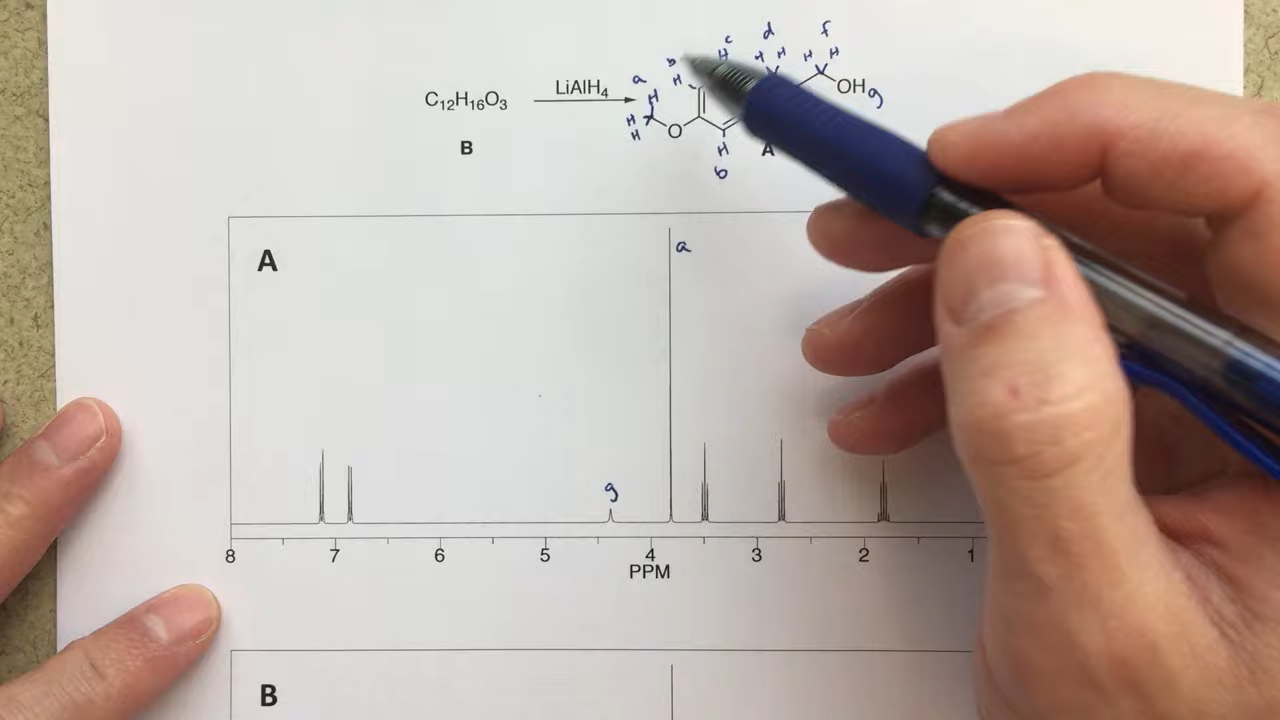 c d f
b H H H H H
a H
H
C12H16O3 LiAlH4 OH g
H
H O H
B A
b
A
a
g
8 7 6 5 4 3 2 1
PPM
B